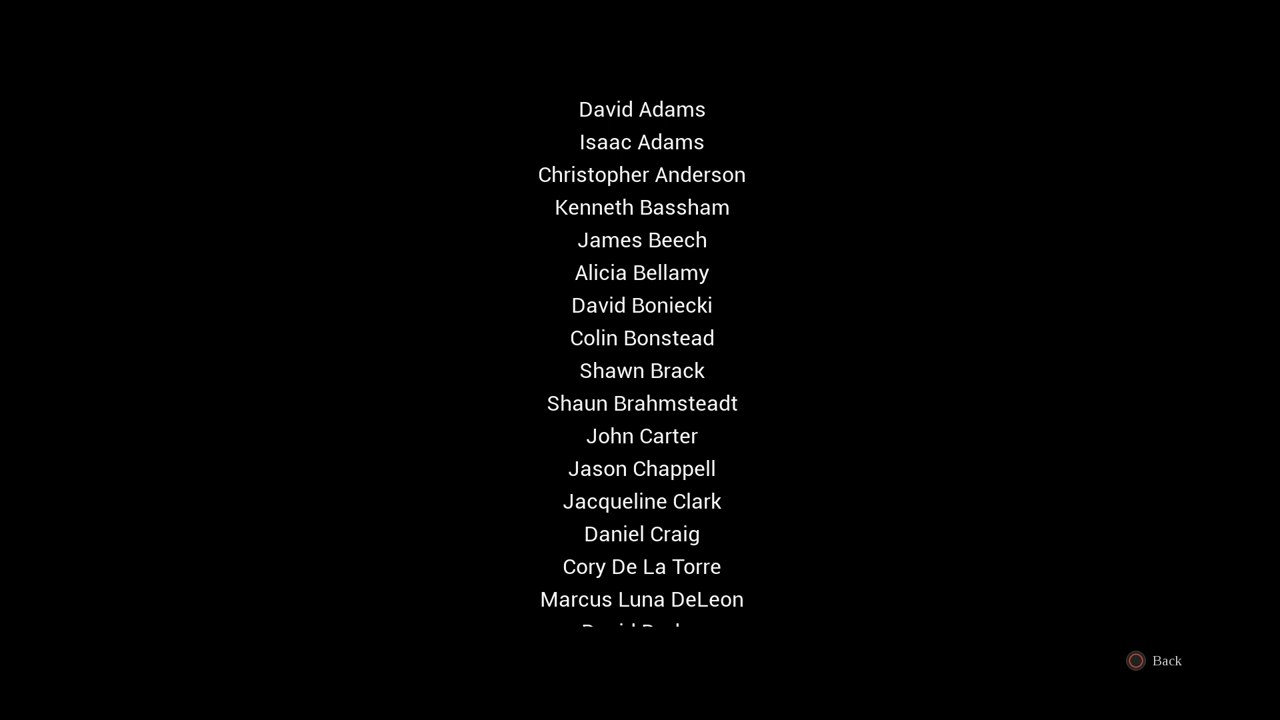 David Adams
Isaac Adams
Christopher Anderson
Kenneth Bassham
James Beech
Alicia Bellamy
David Boniecki
Colin Bonstead
Shawn Brack
Shaun Brahmsteadt
John Carter
Jason Chappell
Jacqueline Clark
Daniel Craig
Cory De La Torre
Marcus Luna DeLeon
David
Back